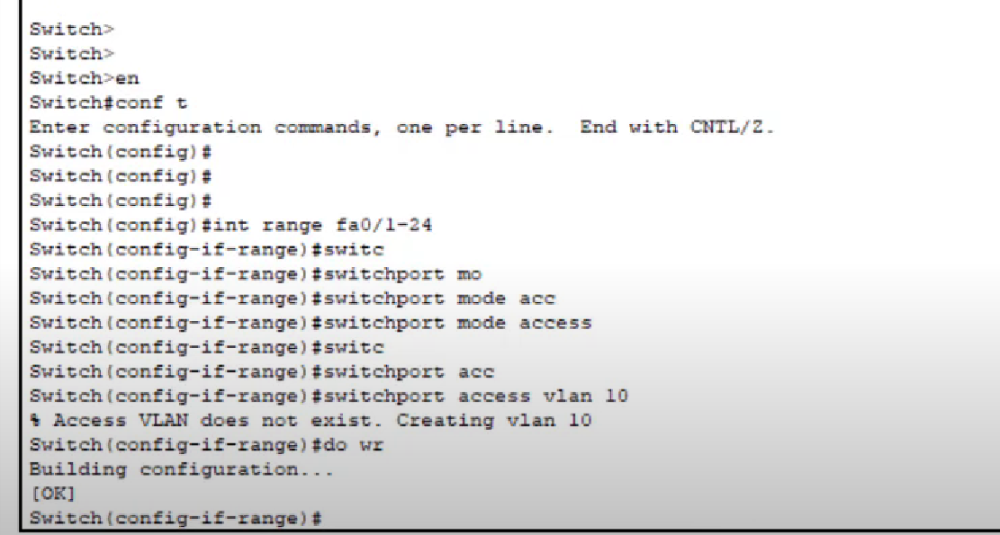 Switch>
Switch>
Switch>en
Switch#conf t
Enter configuration commands, one per line.  End with CNTL/Z.
Switch(config)#
Switch(config)#
Switch(config)#
Switch(config)#int range fa0/1-24
Switch(config-if-range)#switc
Switch(config-if-range)#switchport mo
Switch(config-if-range)#switchport mode acc
Switch(config-if-range)#switchport mode access
Switch(config-if-range)#switc
Switch(config-if-range)#switchport acc
Switch(config-if-range)#switchport access vlan 10
% Access VLAN does not exist. Creating vlan 10
Switch(config-if-range)#do wr
Building configuration...
[OK]
Switch(config-if-range)#